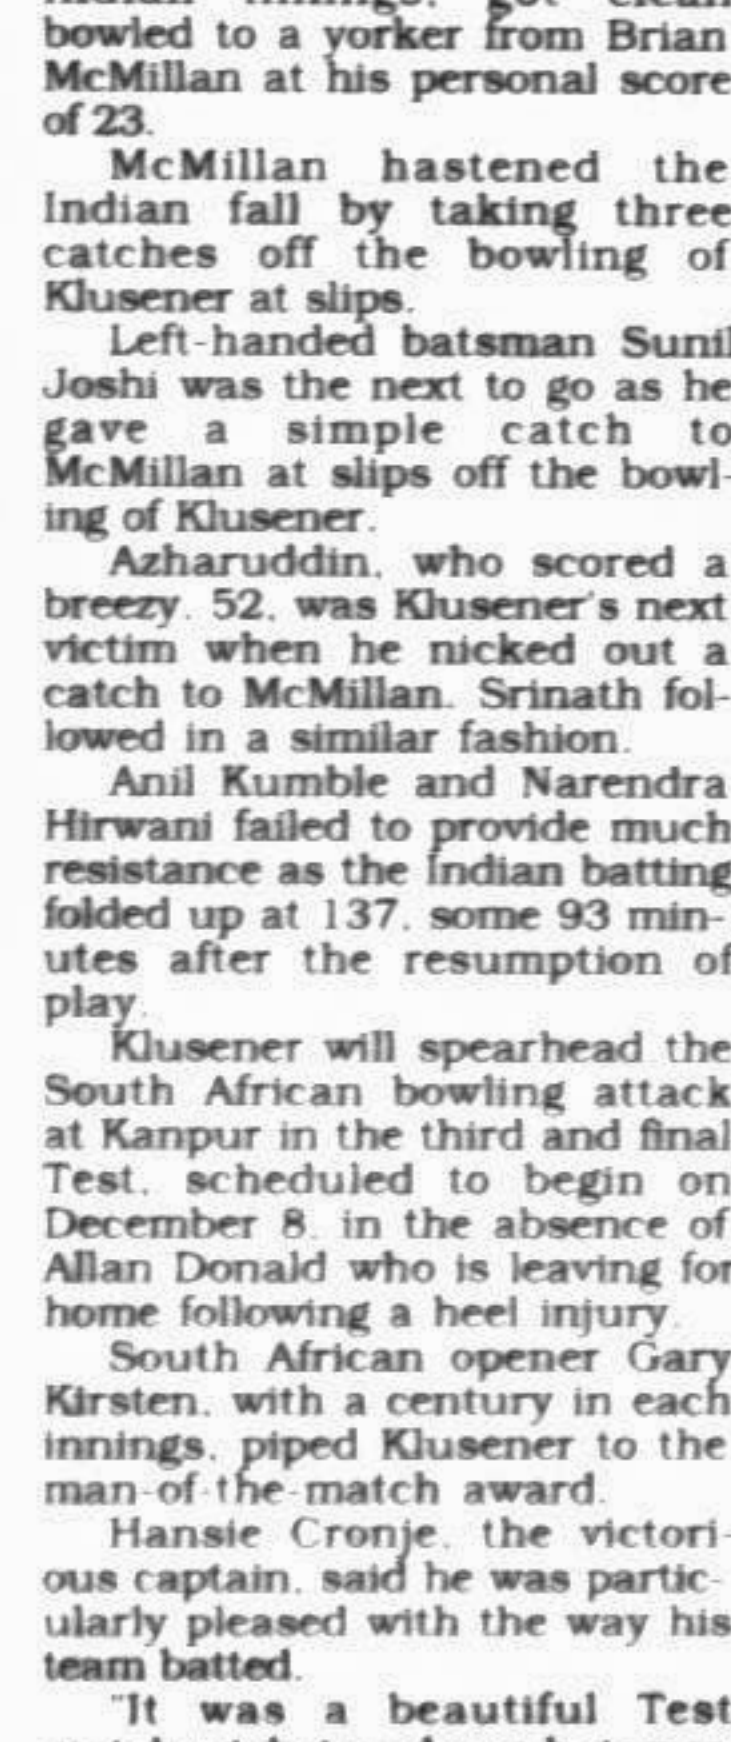 bowled to a yorker from Brian
McMillan at his personal score
of 23.
McMillan hastened the
Indian fall by taking three
catches off the bowling of
Klusener at slips.
Left-handed batsman Sunil
Joshi was the next to go as he
gave a simple catch to
McMillan at slips off the bowl-
ing of Klusener.
Azharuddin, who scored a
breezy. 52, was Klusener's next
victim when he nicked out a
catch to McMillan. Srinath fol-
lowed in a similar fashion.
Anil Kumble and Narendra
Hirwani failed to provide much
resistance as the Indian batting
folded up at 137, some 93 min-
utes after the resumption of
play.
Klusener will spearhead the
South African bowling attack
at Kanpur in the third and final
Test, scheduled to begin on
December 8, in the absence of
Allan Donald who is leaving for
home following a heel injury.
South African opener Gary
Kirsten, with a century in each
innings, piped Klusener to the
man-of-the-match award.
Hansie Cronje, the victori-
ous captain, said he was partic-
ularly pleased with the way his
team batted.
"It was a beautiful Test